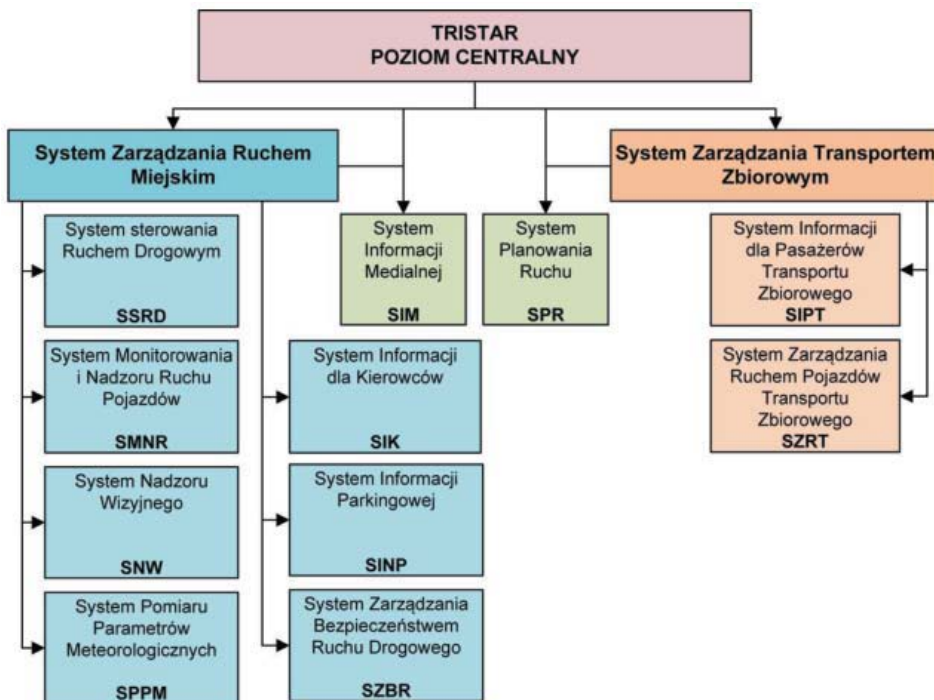 TRISTAR
POZIOM CENTRALNY
System Zarządzania Ruchem
Miejskim
System Zarządzania Transportem
Zbiorowym
System sterowania
Ruchem Drogowym
SSRD
System
Informacji
Medialnej
SIM
System
Planowania
Ruchu
SPR
System Informacji
dla Pasażerów
Transportu
Zbiorowego
SIPT
System Monitorowania
i Nadzoru Ruchu
Pojazdów
SMNR
System Informacji
dla Kierowców
SIK
System Zarządzania
Ruchem Pojazdów
Transportu
Zbiorowego
SZRT
System Nadzoru
Wizyjnego
SNW
System Informacji
Parkingowej
SINP
System Pomiaru
Parametrów
Meteorologicznych
SPPM
System Zarządzania
Bezpieczeństwem
Ruchu Drogowego
SZBR